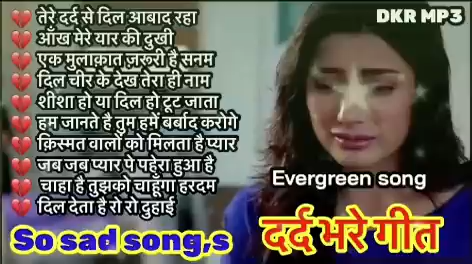 DKR MP3
💔 तेरे दर्द से दिल आबाद रहा
💔 आँख मेरे यार की दुखी
💔 एक मुलाक़ात ज़रूरी है सनम
💔 दिल चीर के देख तेरा ही नाम
💔 शीशा हो या दिल हो टूट जाता
💔 हम जानते है तुम हमें बर्बाद करोगे
💔 क़िस्मत वालों को मिलता है प्यार
💔 जब जब प्यार पे पहेरा हुआ है
💔 चाहा है तुझको चाहूँगा हरदम
💔 दिल देता है रो रो दुहाई
Evergreen song
So sad song,s
दर्द भरे गीत